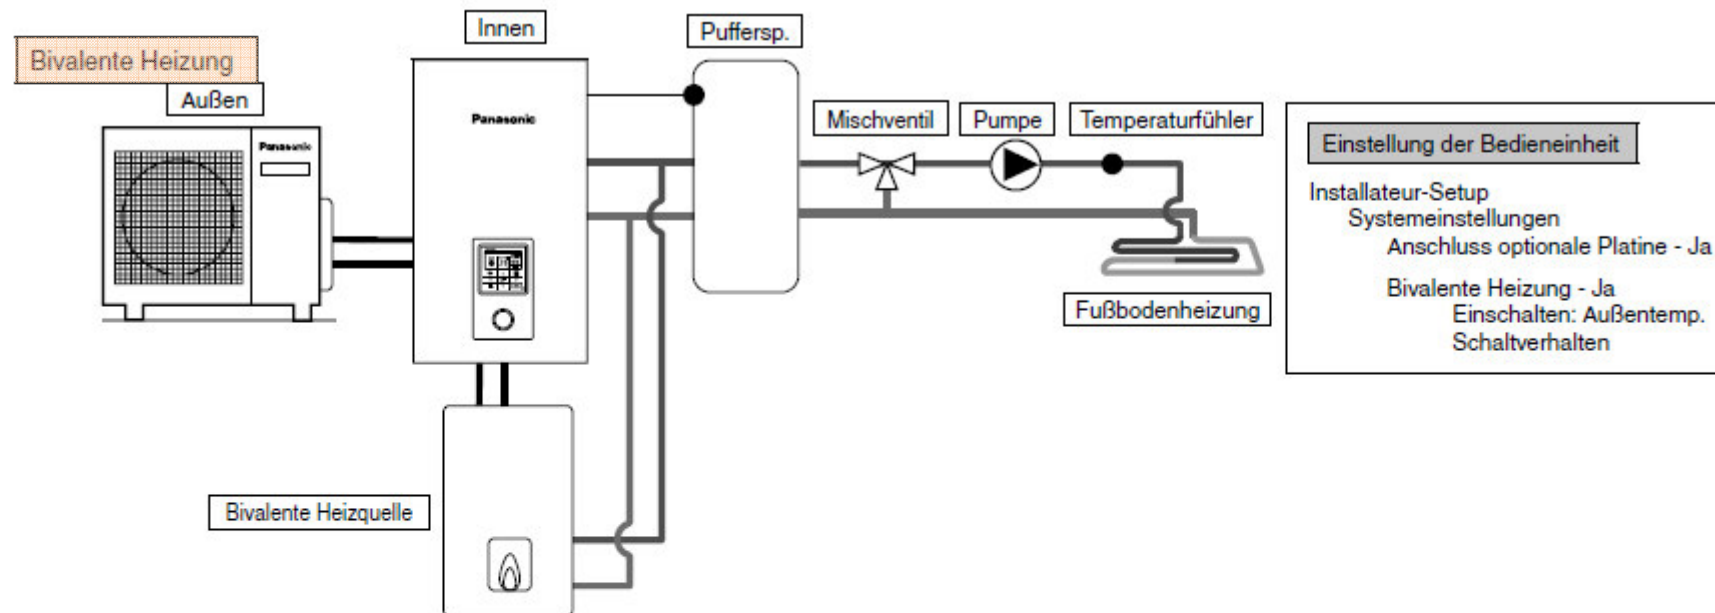 Bivalente Heizung
Außen
Panasonic
Innen
Panasonic
Puffersp.
Mischventil
Pumpe
Temperaturfühler
Fußbodenheizung
Bivalente Heizquelle
Einstellung der Bedieneinheit
Installateur-Setup
Systemeinstellungen
Anschluss optionale Platine - Ja
Bivalente Heizung - Ja
Einschalten: Außentemp.
Schaltverhalten